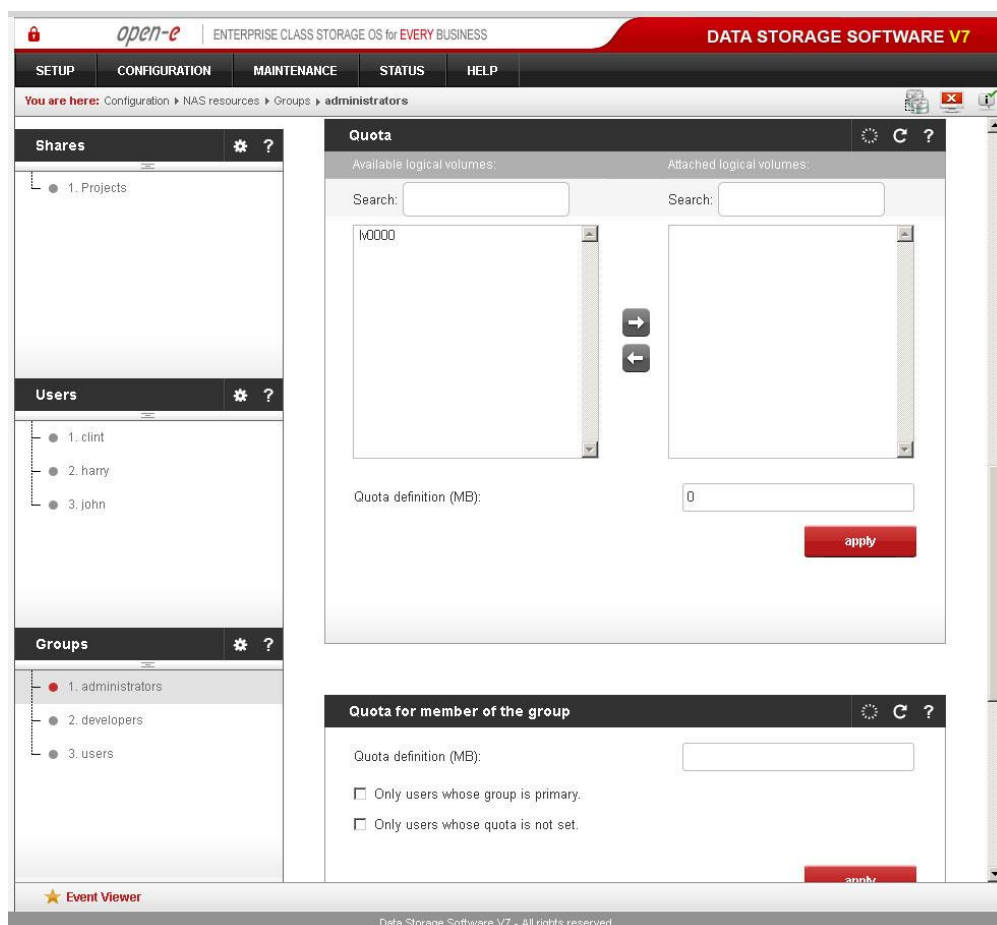 open-e ENTERPRISE CLASS STORAGE OS for EVERY BUSINESS DATA STORAGE SOFTWARE V7
SETUP CONFIGURATION MAINTENANCE STATUS HELP
You are here: Configuration ▸ NAS resources ▸ Groups ▸ administrators
Shares ?
1. Projects
Users ?
1. clint
2. harry
3. john
Groups ?
1. administrators
2. developers
3. users
Quota ?
Available logical volumes: Attached logical volumes:
Search: Search:
lv0000
Quota definition (MB): 0
apply
Quota for member of the group ?
Quota definition (MB):
Only users whose group is primary.
Only users whose quota is not set.
apply
Event Viewer
Data Storage Software V7 - All rights reserved